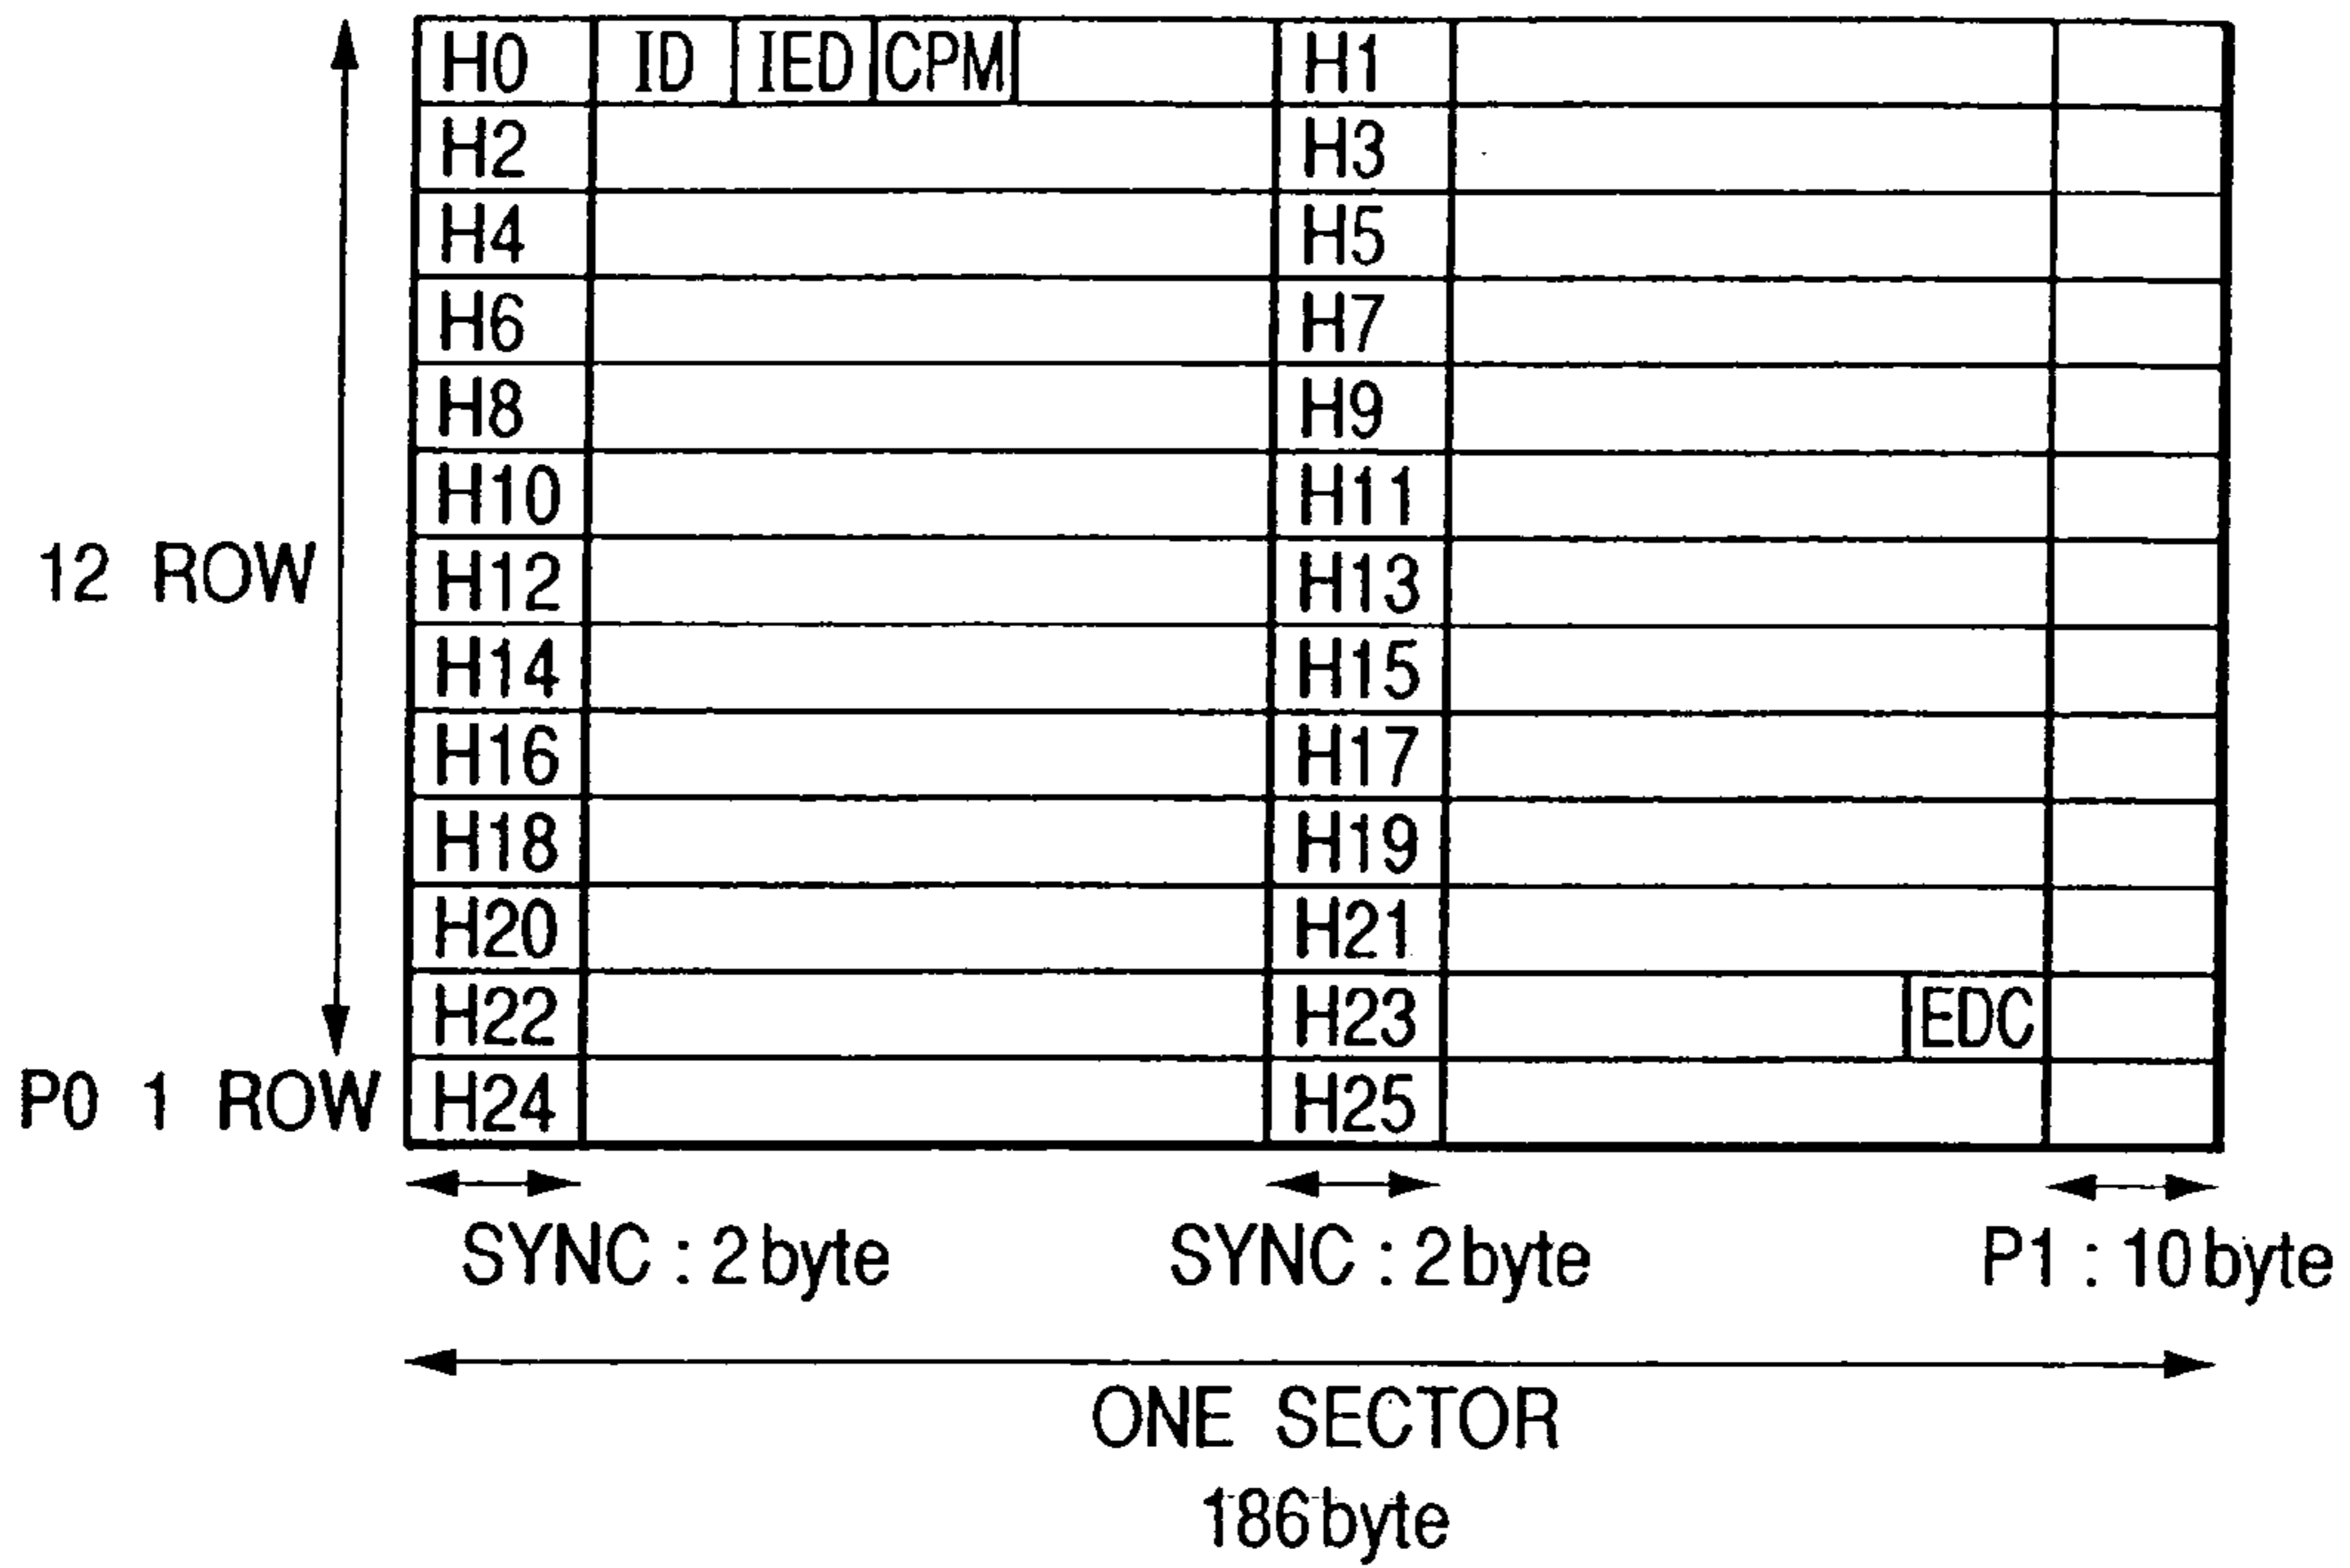 H0 ID IED CPM H1
H2 H3
H4 H5
H6 H7
H8 H9
H10 H11
12 ROW H12 H13
H14 H15
H16 H17
H18 H19
H20 H21
H22 H23 EDC
P0 1 ROW H24 H25
SYNC : 2 byte SYNC : 2 byte P1 : 10 byte
ONE SECTOR
186 byte